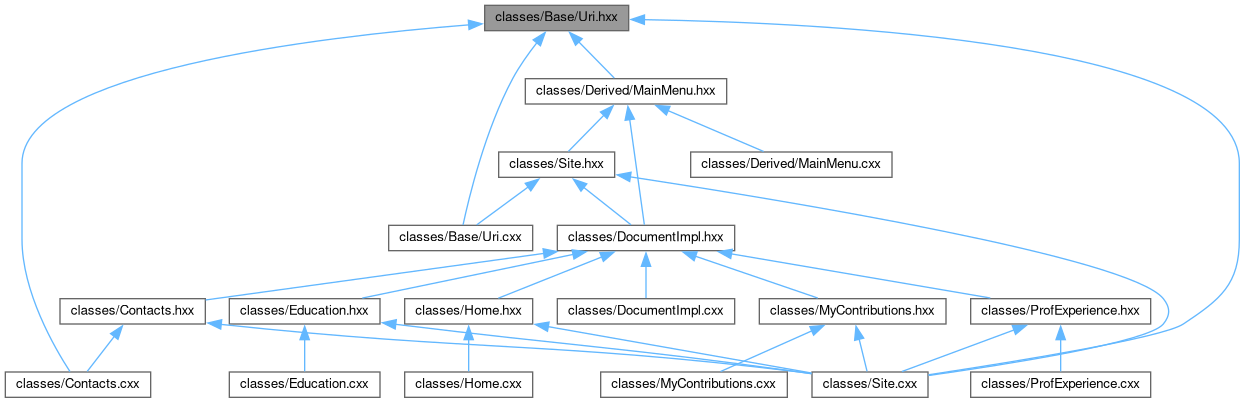 classes/Base/Uri.hxx
classes/Derived/MainMenu.hxx
classes/Site.hxx
classes/Derived/MainMenu.cxx
classes/Base/Uri.cxx
classes/DocumentImpl.hxx
classes/Contacts.hxx
classes/Education.hxx
classes/Home.hxx
classes/DocumentImpl.cxx
classes/MyContributions.hxx
classes/ProfExperience.hxx
classes/Contacts.cxx
classes/Education.cxx
classes/Home.cxx
classes/MyContributions.cxx
classes/Site.cxx
classes/ProfExperience.cxx